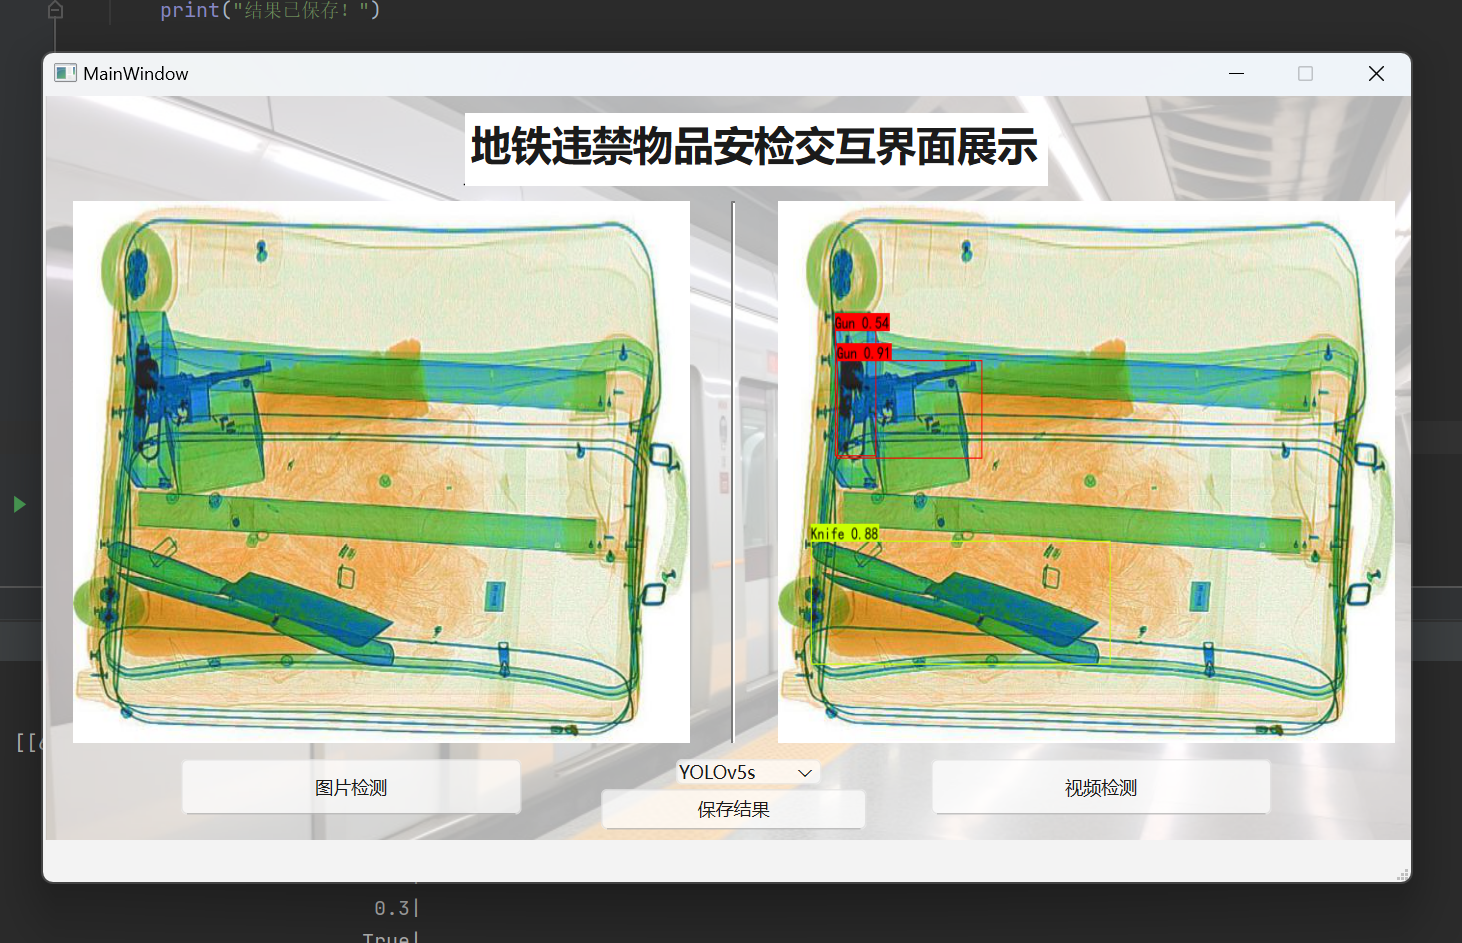 print("结果已保存！")
MainWindow
地铁违禁物品安检交互界面展示
Gun 0.54
Gun 0.91
Knife 0.88
[[
图片检测
YOLOv5s
保存结果
视频检测
0.3|
True|